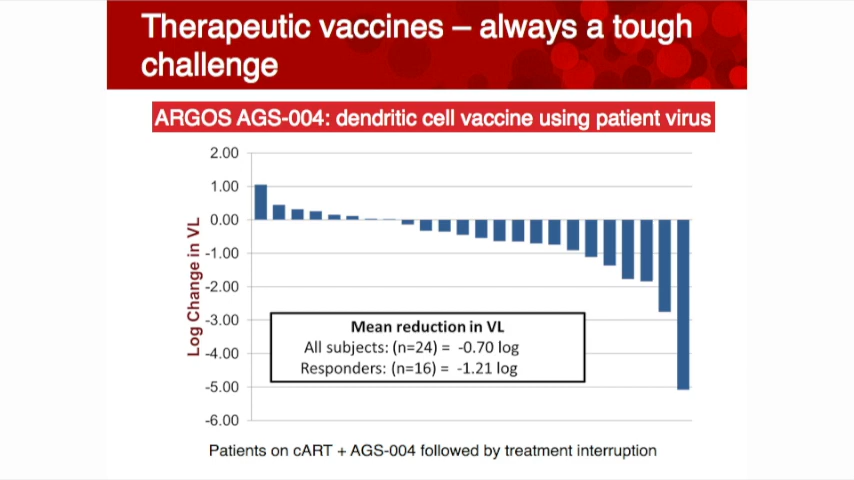 Therapeutic vaccines – always a tough
challenge
ARGOS AGS-004: dendritic cell vaccine using patient virus
Log Change in VL
2.00
1.00
0.00
-1.00
-2.00
-3.00
-4.00
-5.00
-6.00
Mean reduction in VL
All subjects: (n=24) = -0.70 log
Responders: (n=16) = -1.21 log
Patients on cART + AGS-004 followed by treatment interruption